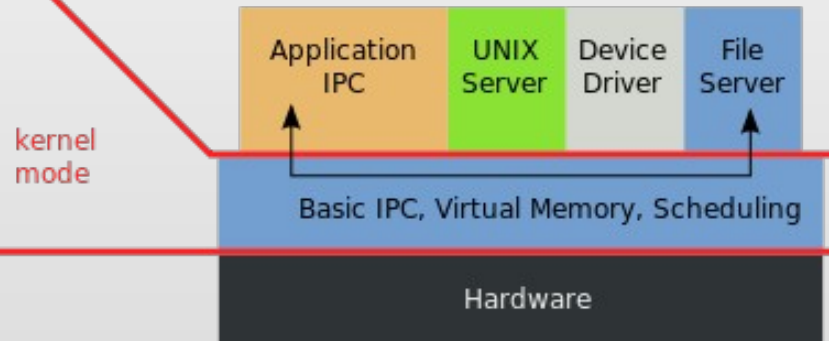 Application
IPC
UNIX
Server
Device
Driver
File
Server
kernel
mode
Basic IPC, Virtual Memory, Scheduling
Hardware